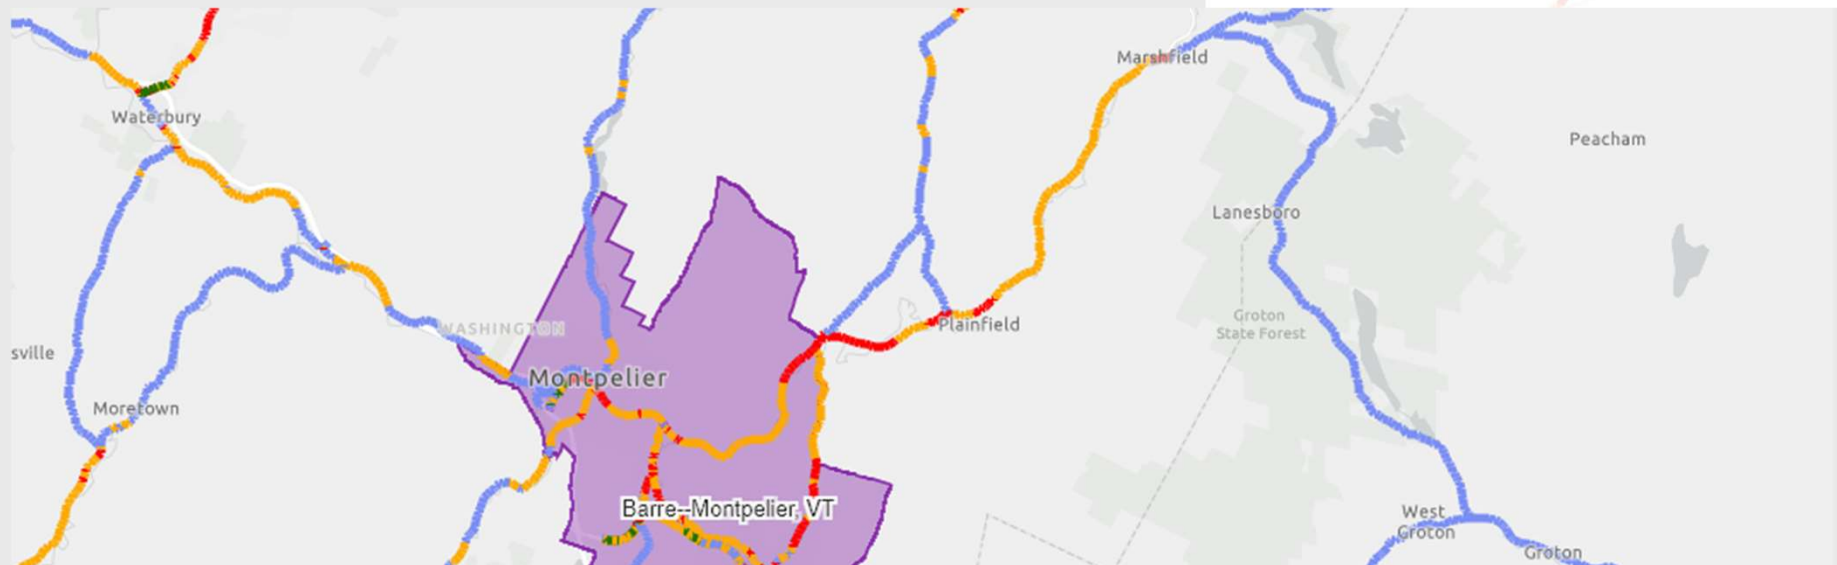 Marshfield
Waterbury
Peacham
Lanesboro
Groton
State Forest
Plainfield
WASHINGTON
sville
Montpelier
Moretown
Barre--Montpelier, VT
West
Groton
Groton